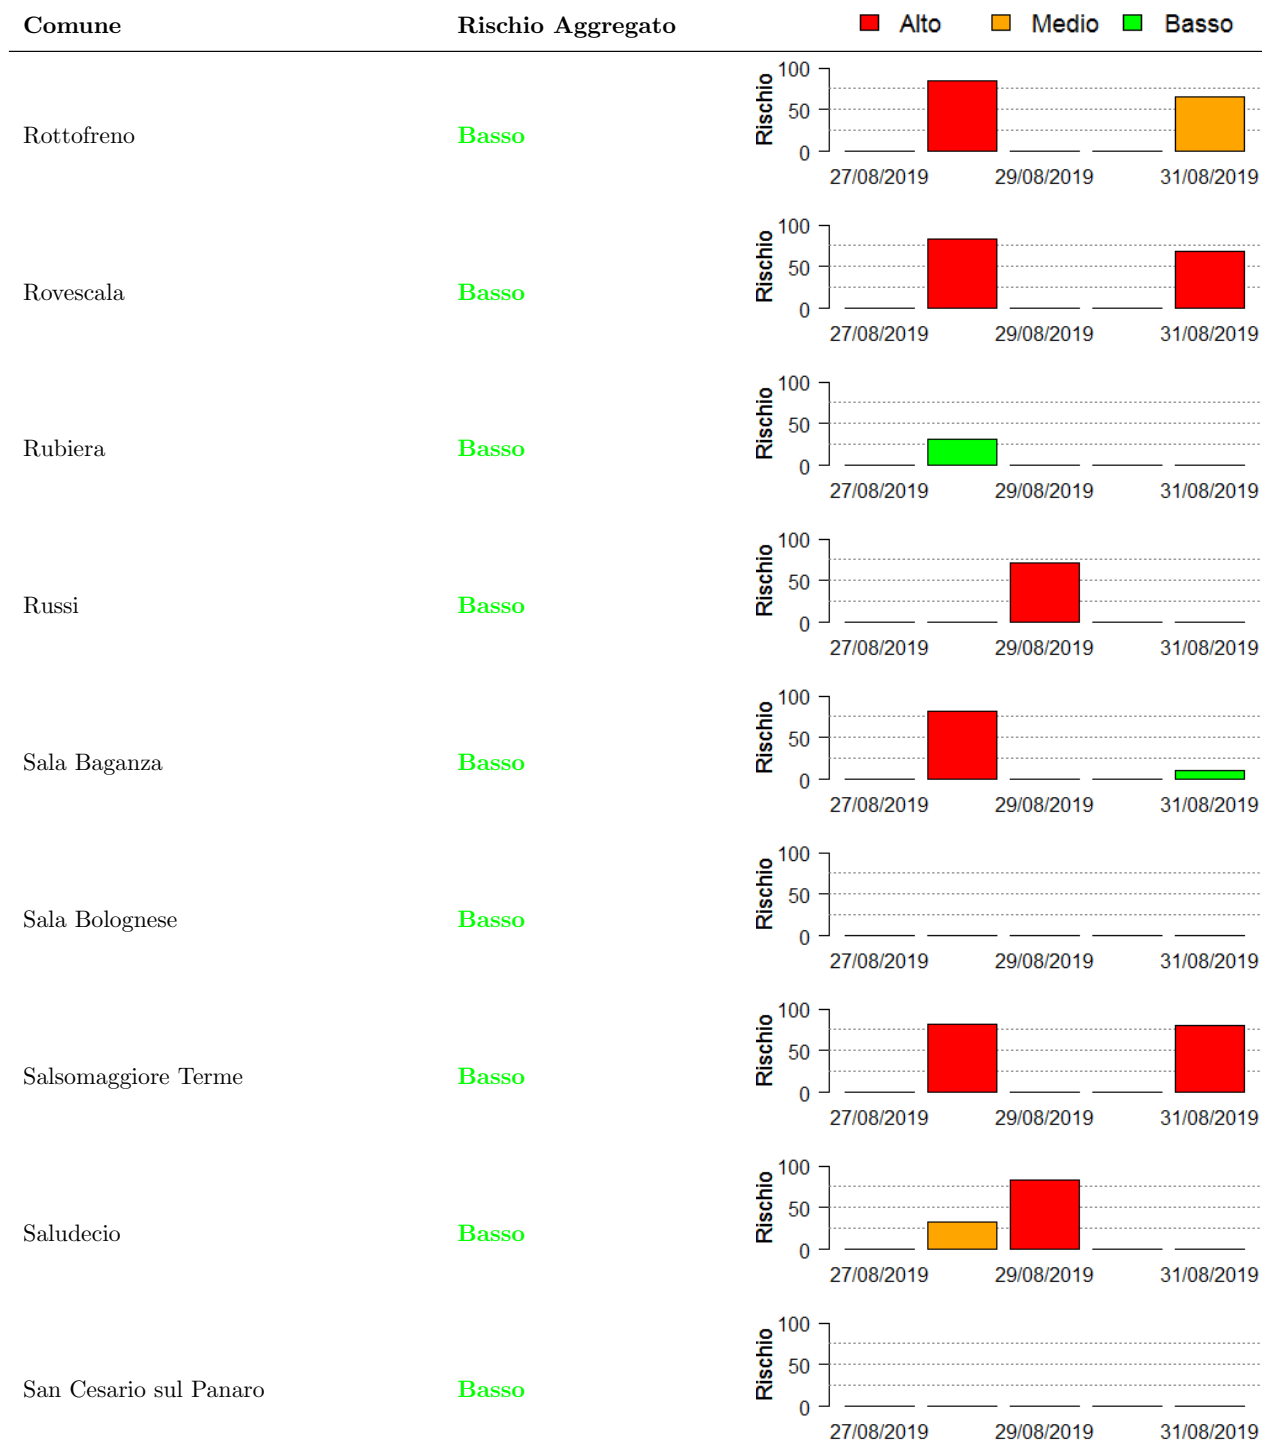 Comune Rischio Aggregato Alto Medio Basso
Rottofreno Basso Rischio 100 50 0
27/08/2019 29/08/2019 31/08/2019
Rovescala Basso Rischio 100 50 0
27/08/2019 29/08/2019 31/08/2019
Rubiera Basso Rischio 100 50 0
27/08/2019 29/08/2019 31/08/2019
Russi Basso Rischio 100 50 0
27/08/2019 29/08/2019 31/08/2019
Sala Baganza Basso Rischio 100 50 0
27/08/2019 29/08/2019 31/08/2019
Sala Bolognese Basso Rischio 100 50 0
27/08/2019 29/08/2019 31/08/2019
Salsomaggiore Terme Basso Rischio 100 50 0
27/08/2019 29/08/2019 31/08/2019
Saludecio Basso Rischio 100 50 0
27/08/2019 29/08/2019 31/08/2019
San Cesario sul Panaro Basso Rischio 100 50 0
27/08/2019 29/08/2019 31/08/2019